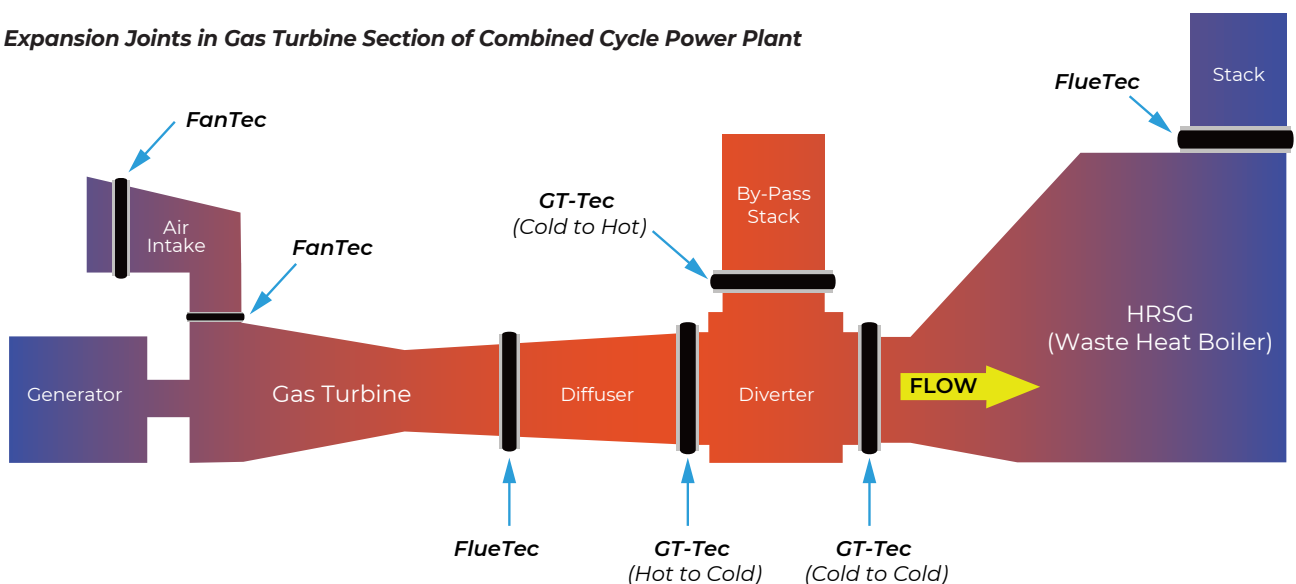 Expansion Joints in Gas Turbine Section of Combined Cycle Power Plant
Stack
FlueTec
FanTec
By-Pass
Stack
GT-Tec
(Cold to Hot)
Air
Intake
FanTec
HRSG
(Waste Heat Boiler)
Generator
Gas Turbine
Diffuser
Diverter
FLOW
FlueTec
GT-Tec
(Hot to Cold)
GT-Tec
(Cold to Cold)